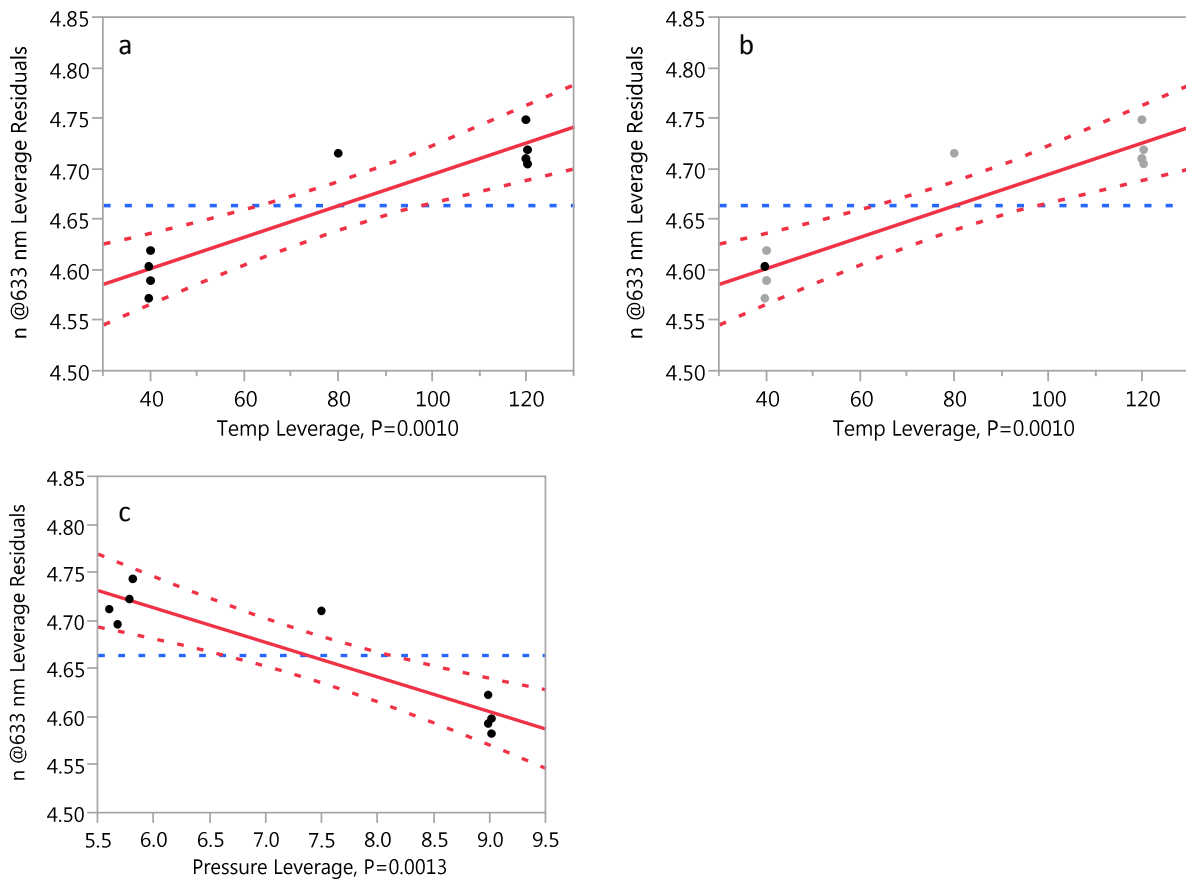 a
n @633 nm Leverage Residuals
4.85
4.80
4.75
4.70
4.65
4.60
4.55
4.50
40 60 80 100 120
Temp Leverage, P=0.0010
b
n @633 nm Leverage Residuals
4.85
4.80
4.75
4.70
4.65
4.60
4.55
4.50
40 60 80 100 120
Temp Leverage, P=0.0010
c
n @633 nm Leverage Residuals
4.85
4.80
4.75
4.70
4.65
4.60
4.55
4.50
5.5 6.0 6.5 7.0 7.5 8.0 8.5 9.0 9.5
Pressure Leverage, P=0.0013